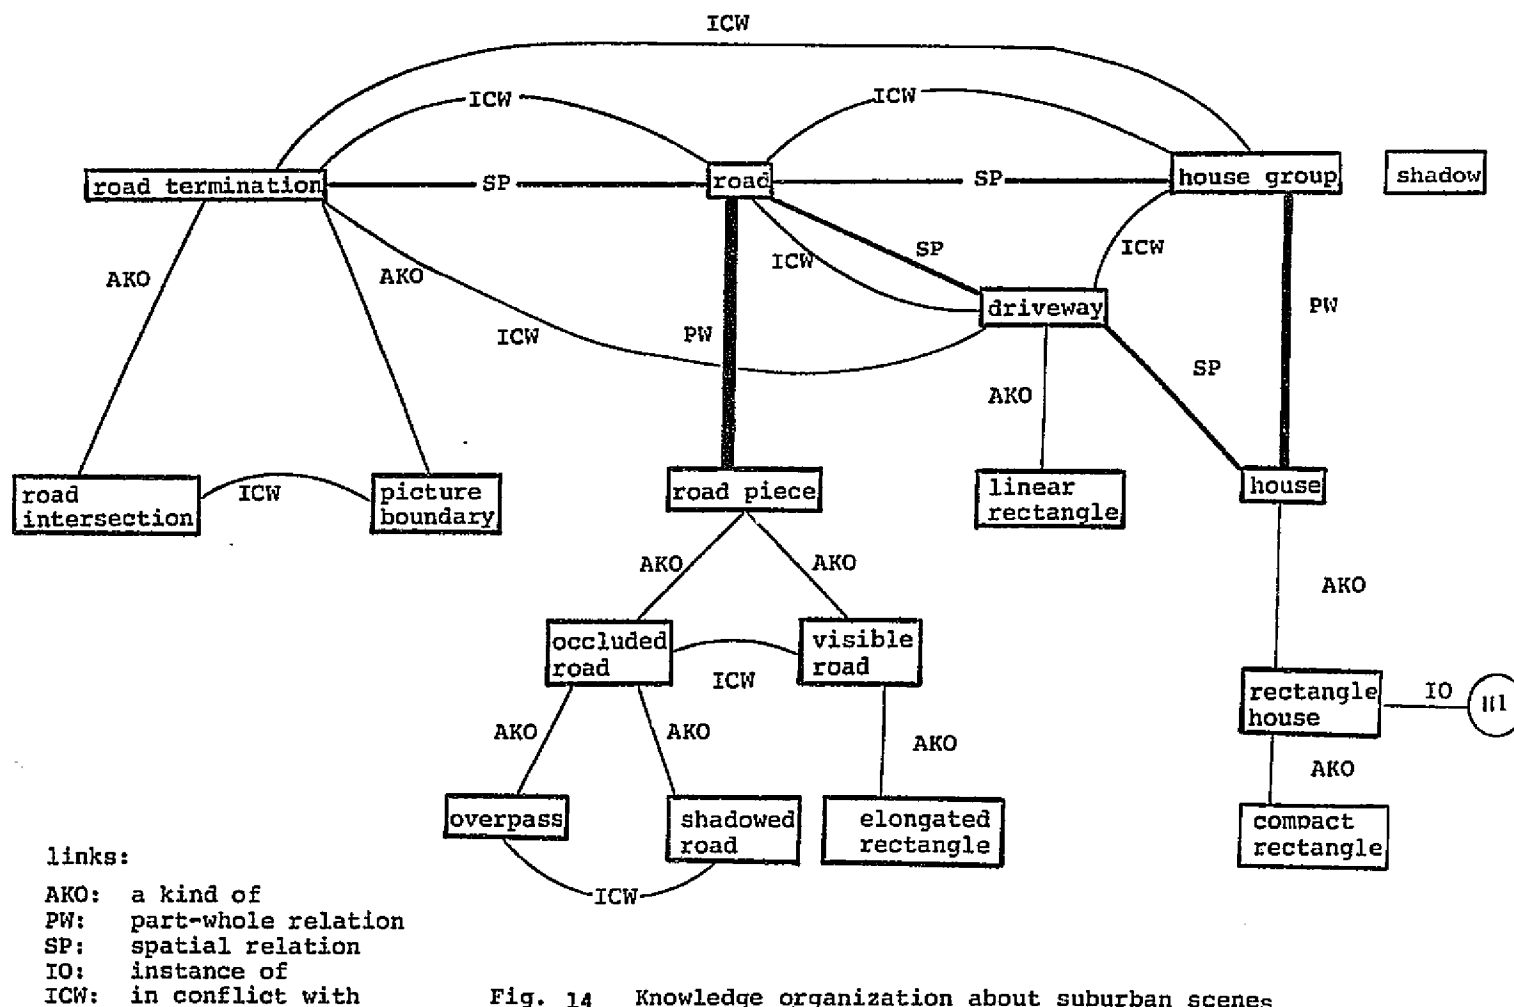 ICW
ICW
ICW
road termination
SP
road
SP
house group
shadow
AKO
AKO
ICW
ICW
SP
ICW
driveway
PW
PW
SP
AKO
road
intersection
ICW
picture
boundary
road piece
linear
rectangle
house
AKO
AKO
AKO
occluded
road
ICW
visible
road
rectangle
house
IO
H1
AKO
AKO
AKO
AKO
overpass
shadowed
road
elongated
rectangle
compact
rectangle
ICW
links:
AKO: a kind of
PW: part-whole relation
SP: spatial relation
IO: instance of
ICW: in conflict with
Fig. 14 Knowledge organization about suburban scenes